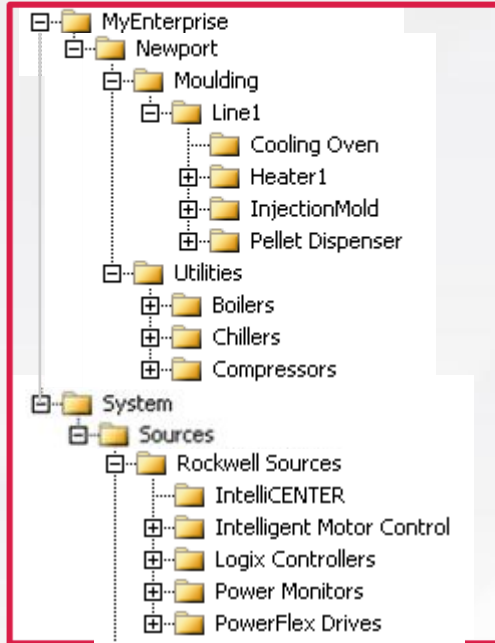 MyEnterprise
Newport
Moulding
Line1
Cooling Oven
Heater1
InjectionMold
Pellet Dispenser
Utilities
Boilers
Chillers
Compressors
System
Sources
Rockwell Sources
IntelliCENTER
Intelligent Motor Control
Logix Controllers
Power Monitors
PowerFlex Drives